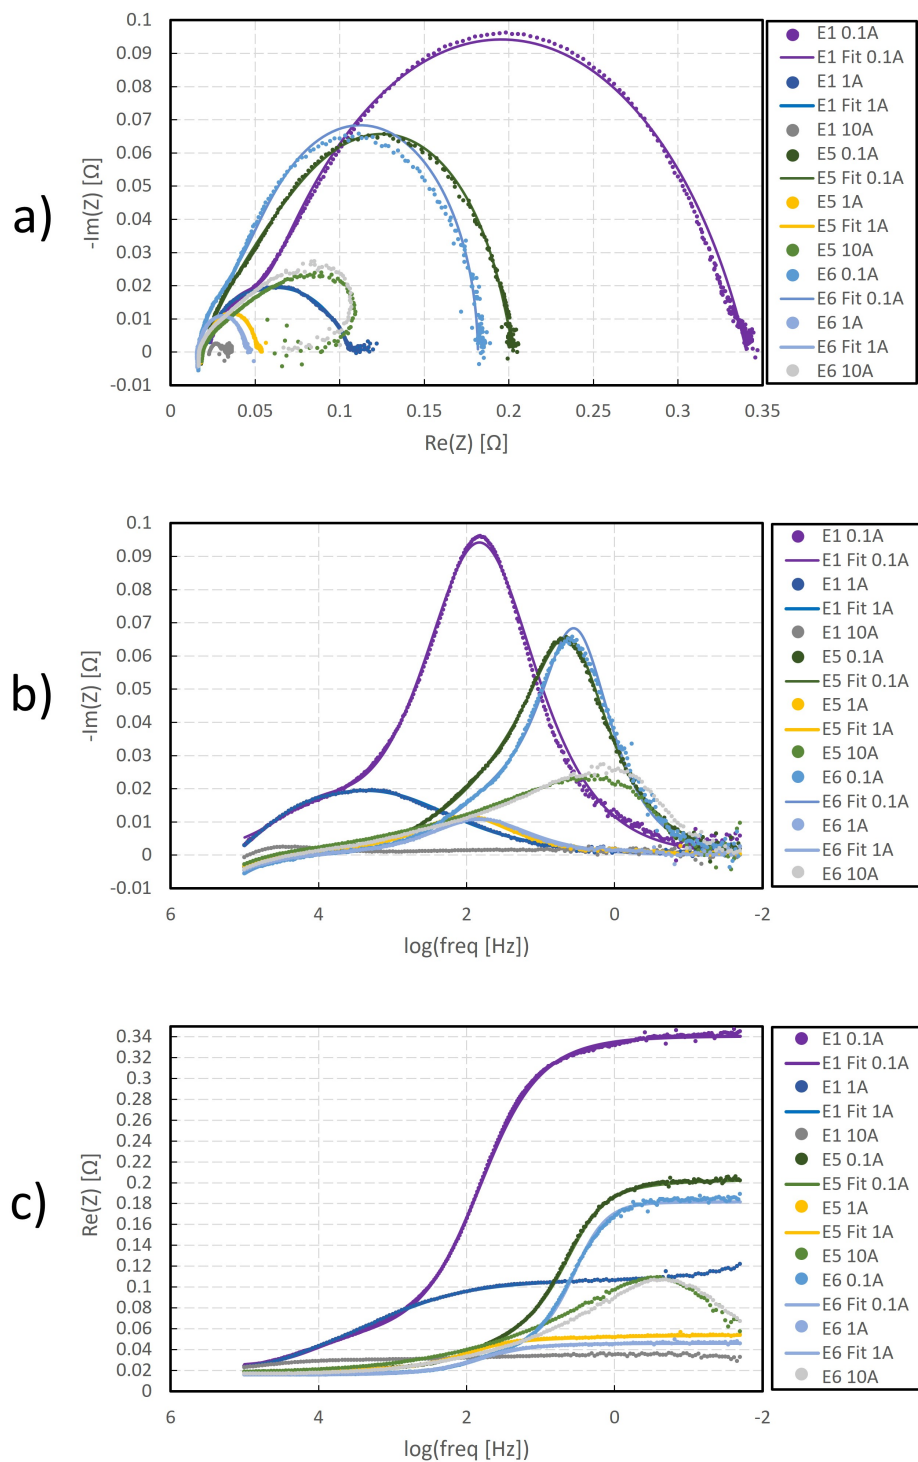 a)
-Im(Z) [Ω]
0.1
0.09
0.08
0.07
0.06
0.05
0.04
0.03
0.02
0.01
0
-0.01
0 0.05 0.1 0.15 0.2 0.25 0.3 0.35
Re(Z) [Ω]
E1 0.1A
E1 Fit 0.1A
E1 1A
E1 Fit 1A
E1 10A
E5 0.1A
E5 Fit 0.1A
E5 1A
E5 Fit 1A
E5 10A
E6 0.1A
E6 Fit 0.1A
E6 1A
E6 Fit 1A
E6 10A
b)
-Im(Z) [Ω]
0.1
0.09
0.08
0.07
0.06
0.05
0.04
0.03
0.02
0.01
0
-0.01
6 4 2 0 -2
log(freq [Hz])
E1 0.1A
E1 Fit 0.1A
E1 1A
E1 Fit 1A
E1 10A
E5 0.1A
E5 Fit 0.1A
E5 1A
E5 Fit 1A
E5 10A
E6 0.1A
E6 Fit 0.1A
E6 1A
E6 Fit 1A
E6 10A
c)
Re(Z) [Ω]
0.34
0.32
0.3
0.28
0.26
0.24
0.22
0.2
0.18
0.16
0.14
0.12
0.1
0.08
0.06
0.04
0.02
0
6 4 2 0 -2
log(freq [Hz])
E1 0.1A
E1 Fit 0.1A
E1 1A
E1 Fit 1A
E1 10A
E5 0.1A
E5 Fit 0.1A
E5 1A
E5 Fit 1A
E5 10A
E6 0.1A
E6 Fit 0.1A
E6 1A
E6 Fit 1A
E6 10A